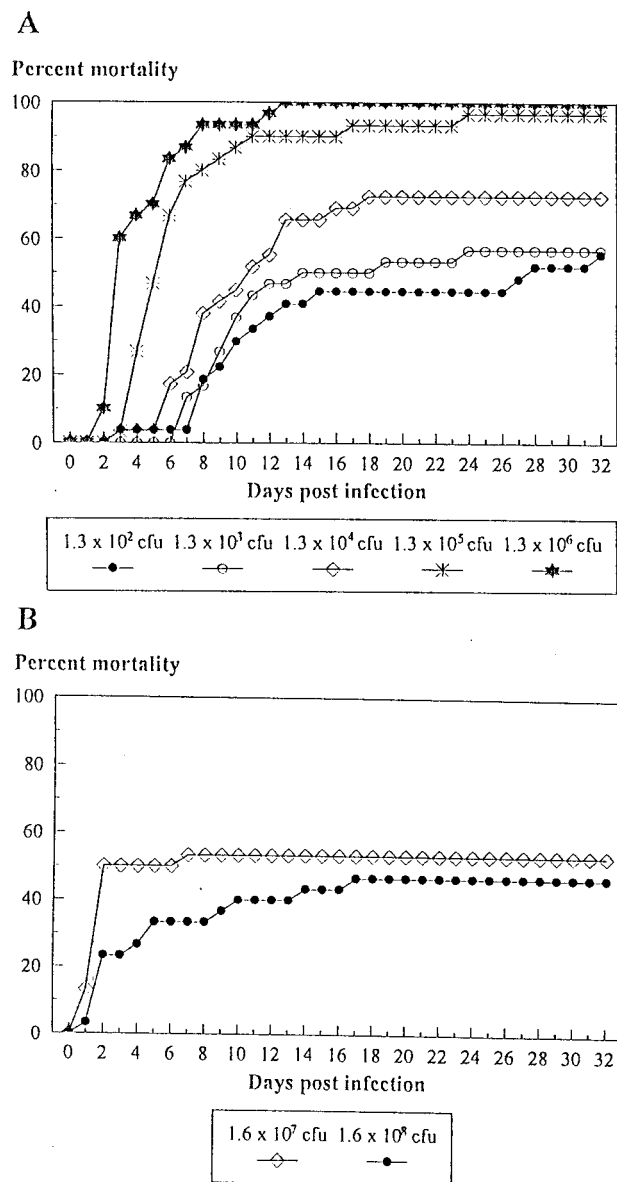 A
Percent mortality
100
80
60
40
20
0
0 2 4 6 8 10 12 14 16 18 20 22 24 26 28 30 32
Days post infection
1.3 x 10² cfu 1.3 x 10³ cfu 1.3 x 10⁴ cfu 1.3 x 10⁵ cfu 1.3 x 10⁶ cfu
B
Percent mortality
100
80
60
40
20
0
0 2 4 6 8 10 12 14 16 18 20 22 24 26 28 30 32
Days post infection
1.6 x 10⁷ cfu 1.6 x 10⁸ cfu